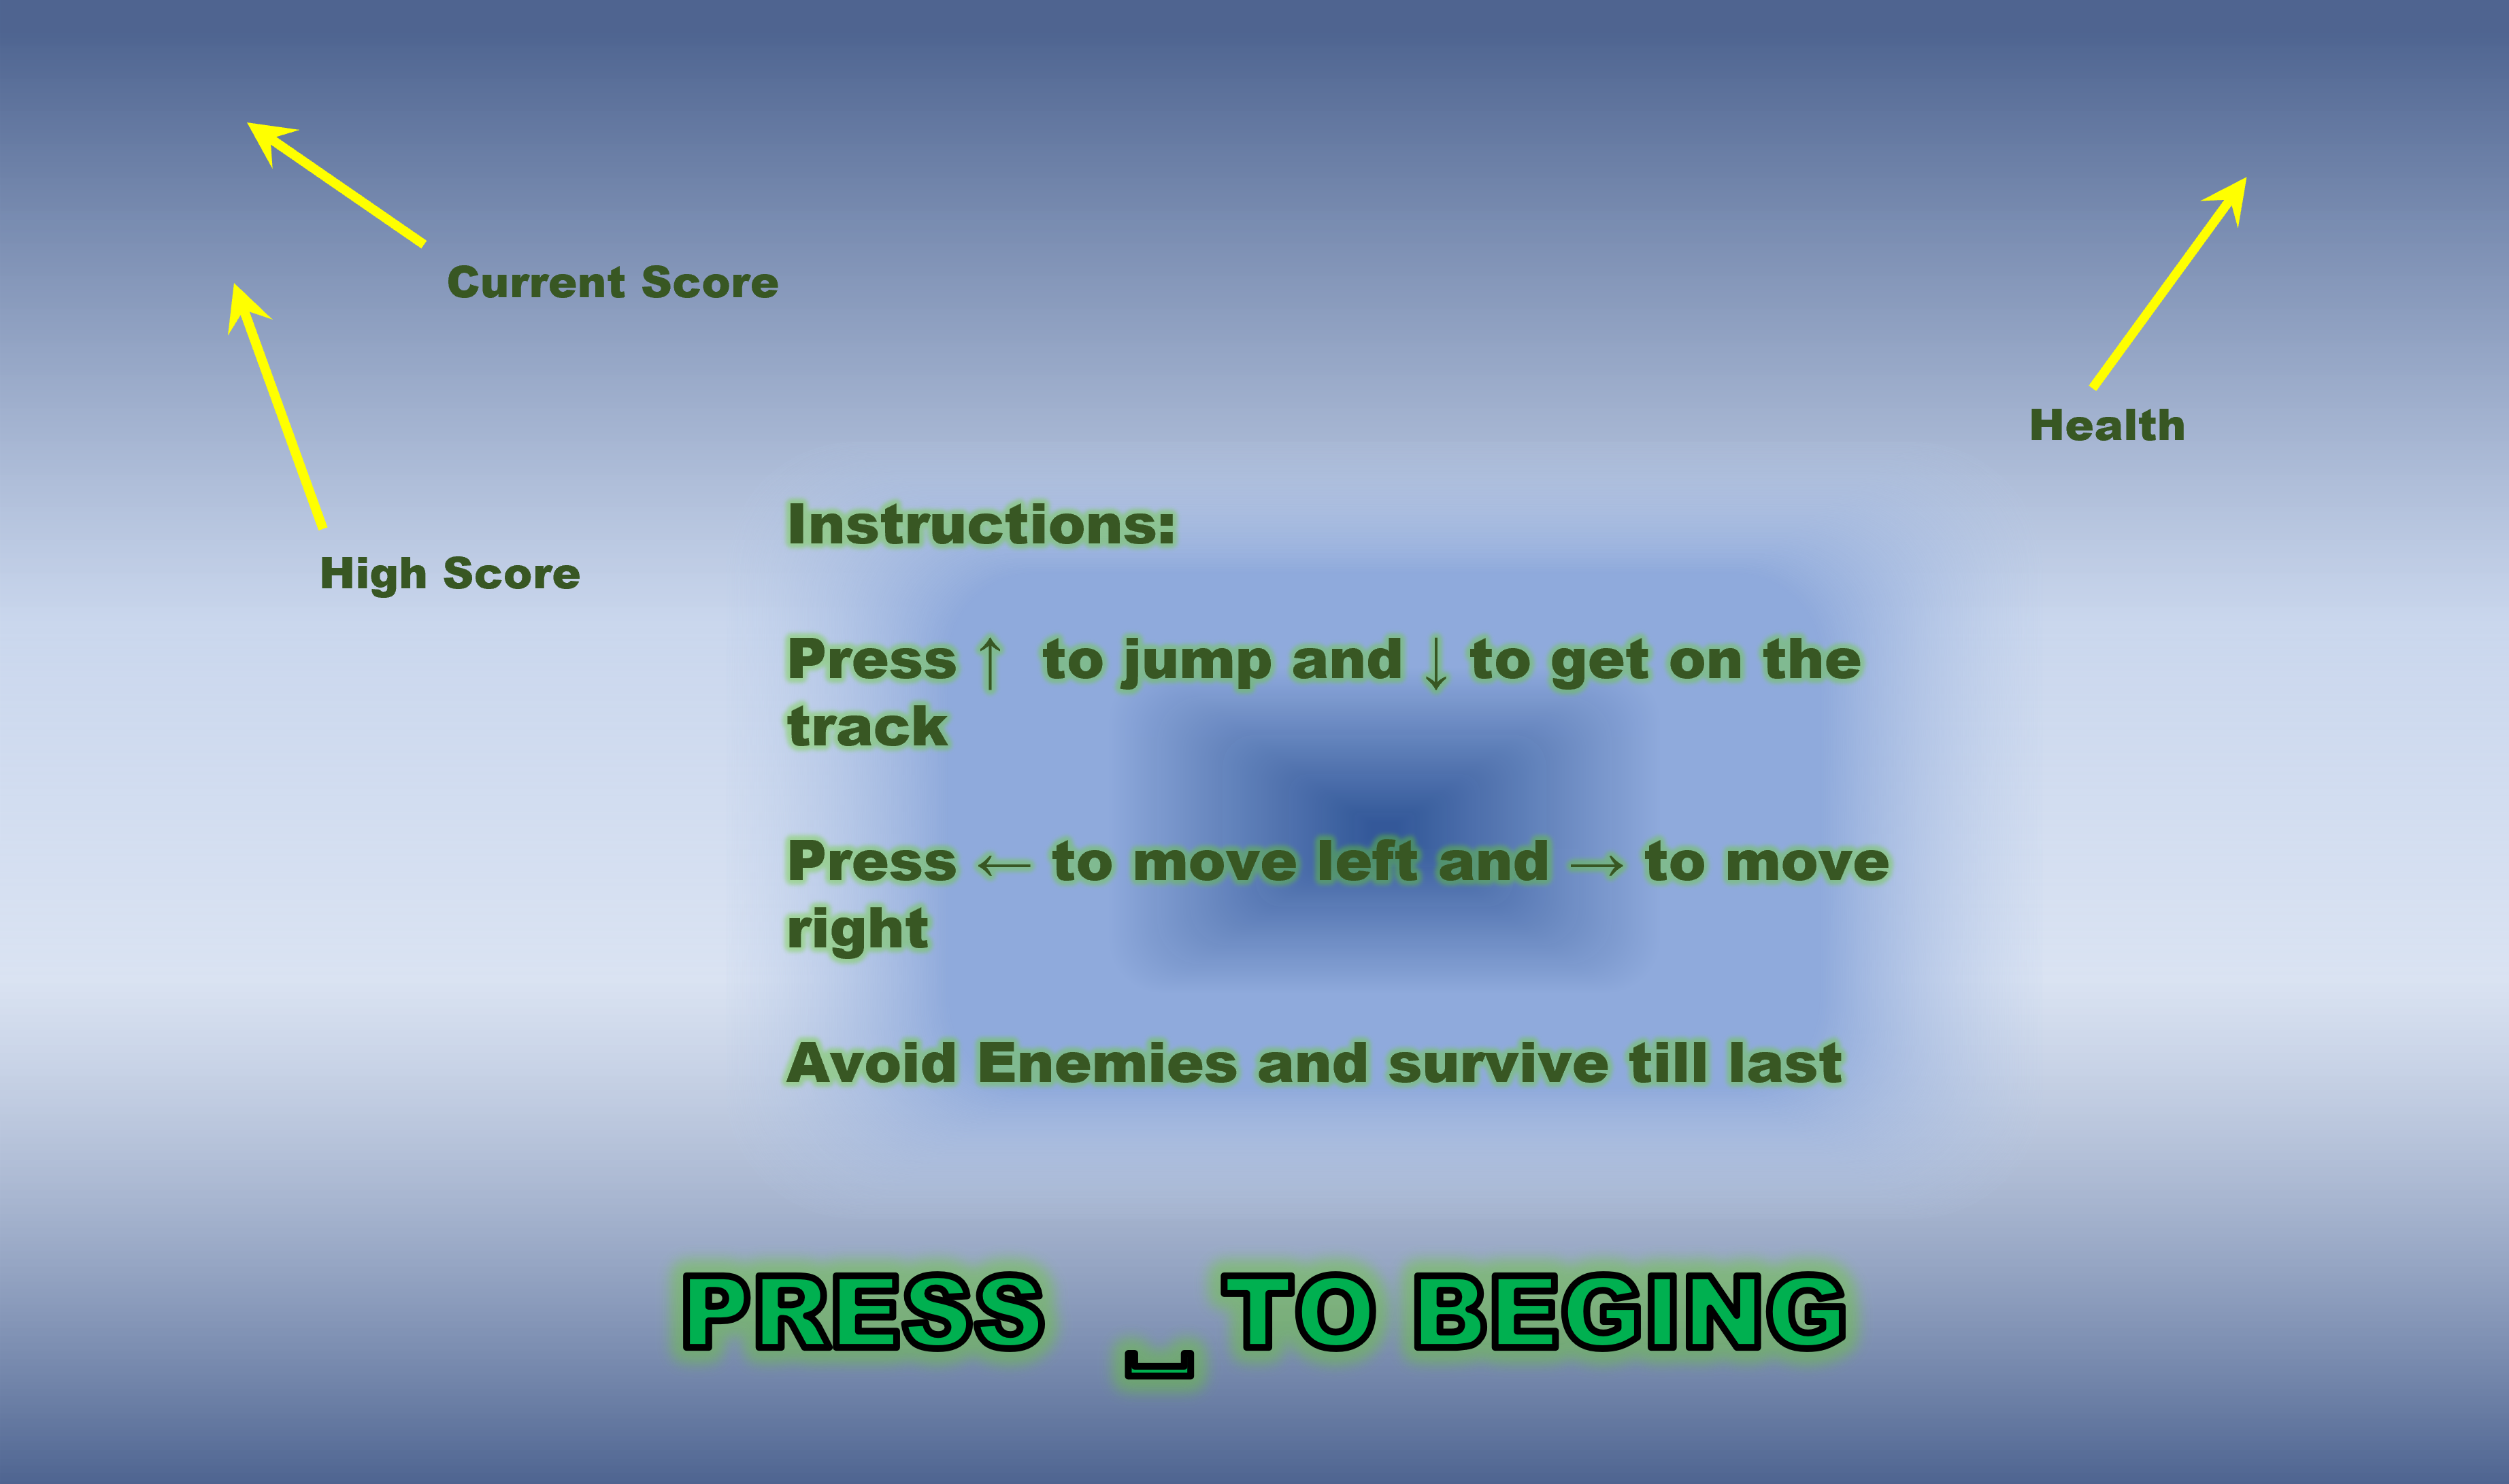 Current Score
Health
High Score
Instructions:
Press ↑ to jump and ↓ to get on the
track
Press ← to move left and → to move
right
Avoid Enemies and survive till last
PRESS ␣ TO BEGING